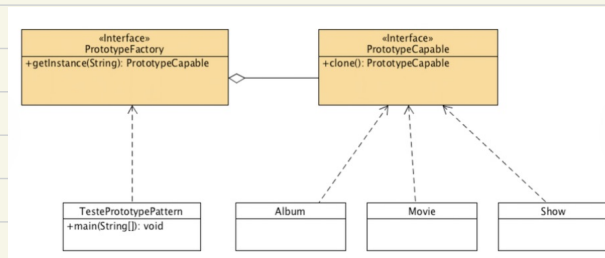 «Interface»
PrototypeFactory
+getInstance(String): PrototypeCapable
«Interface»
PrototypeCapable
+clone(): PrototypeCapable
TestePrototypePattern
+main(String[]): void
Album
Movie
Show